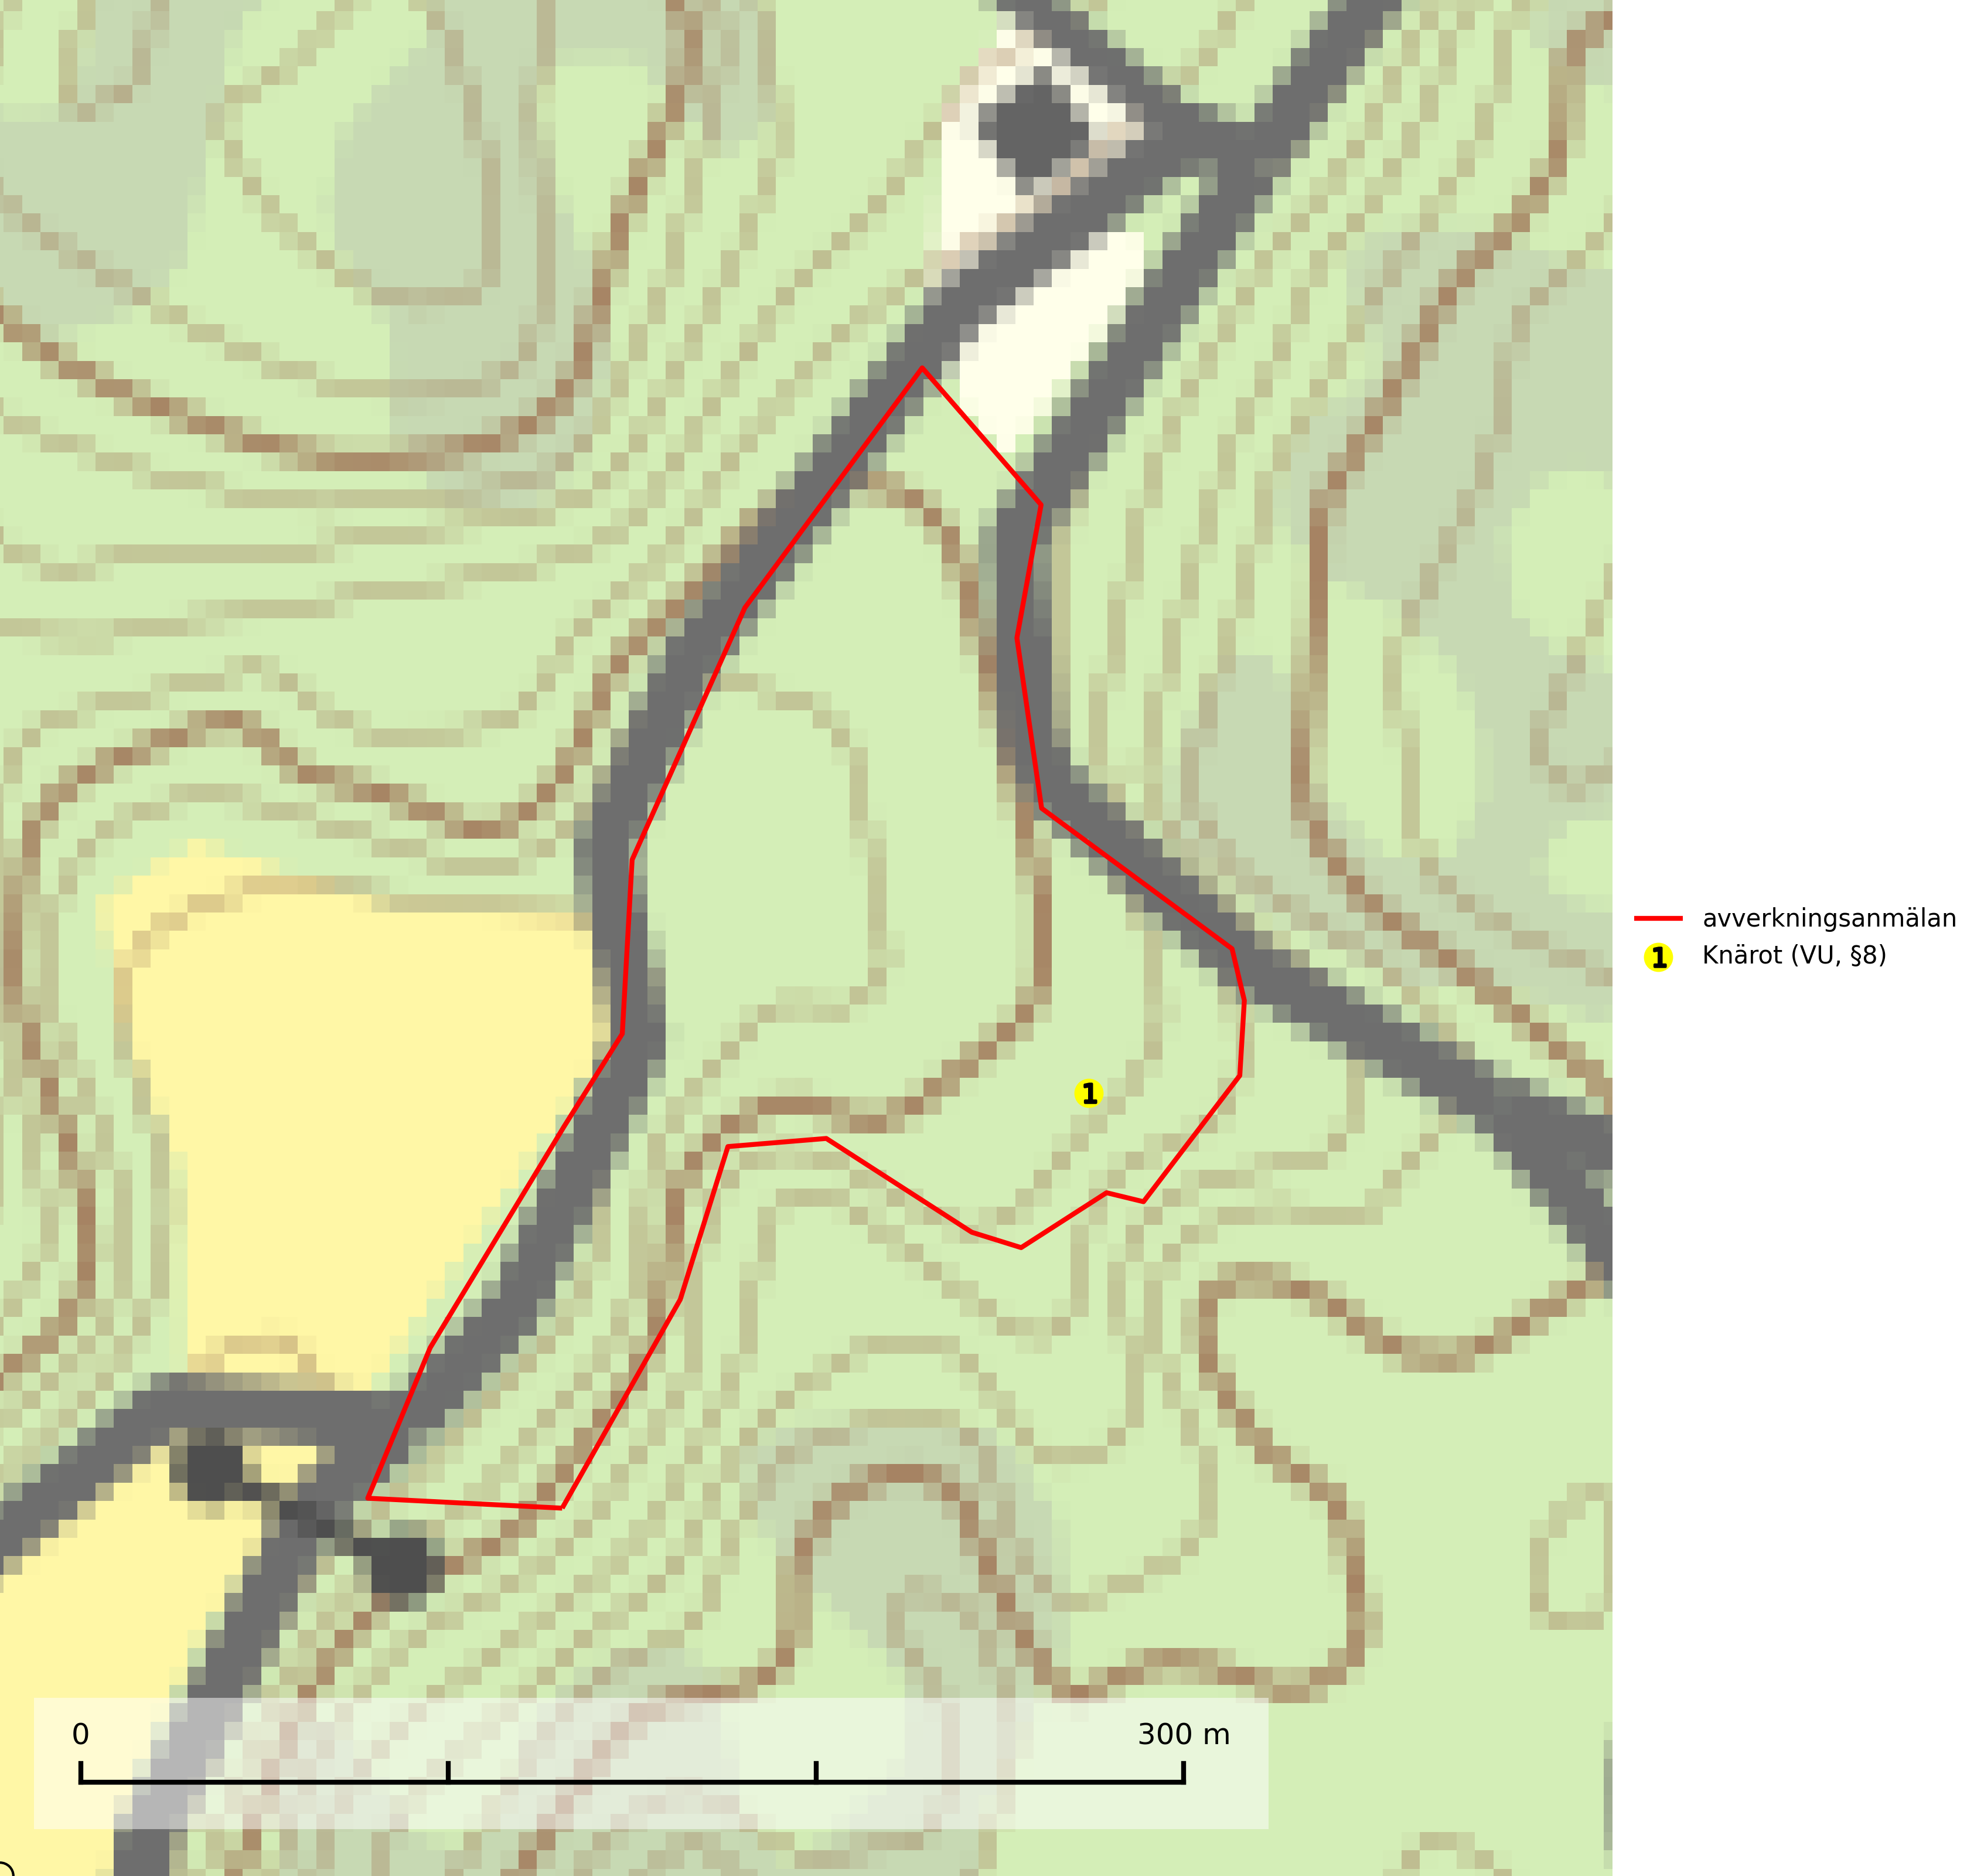 avverkningsanmälan
1 Knärot (VU, §8)
1
0 300 m